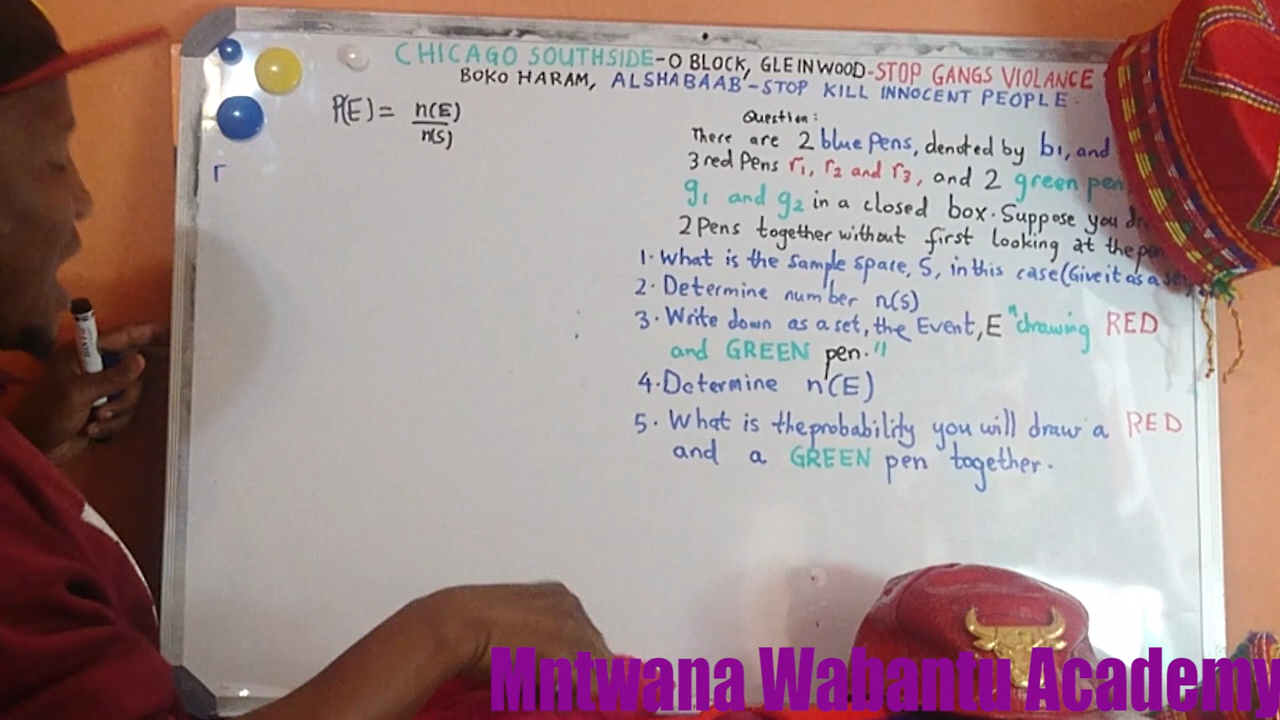 CHICAGO SOUTHSIDE-O BLOCK, GLEINWOOD-STOP GANGS VIOLANCE
BOKO HARAM, ALSHABAAB-STOP KILL INNOCENT PEOPLE.
P(E) = n(E)
n(S)
r
Question:
There are 2 blue pens, denoted by b1, and
3 red Pens r1, r2 and r3, and 2 green pen
g1 and g2 in a closed box. Suppose you
2 Pens together without first looking at the
1. What is the sample space, S, in this case (Give it as a
2. Determine number n(s)
3. Write down as a set, the Event, E "drawing RED
and GREEN pen."
4. Determine n(E)
5. What is the probability you will draw a RED
and a GREEN pen together.
Mntwana Wabantu Academy